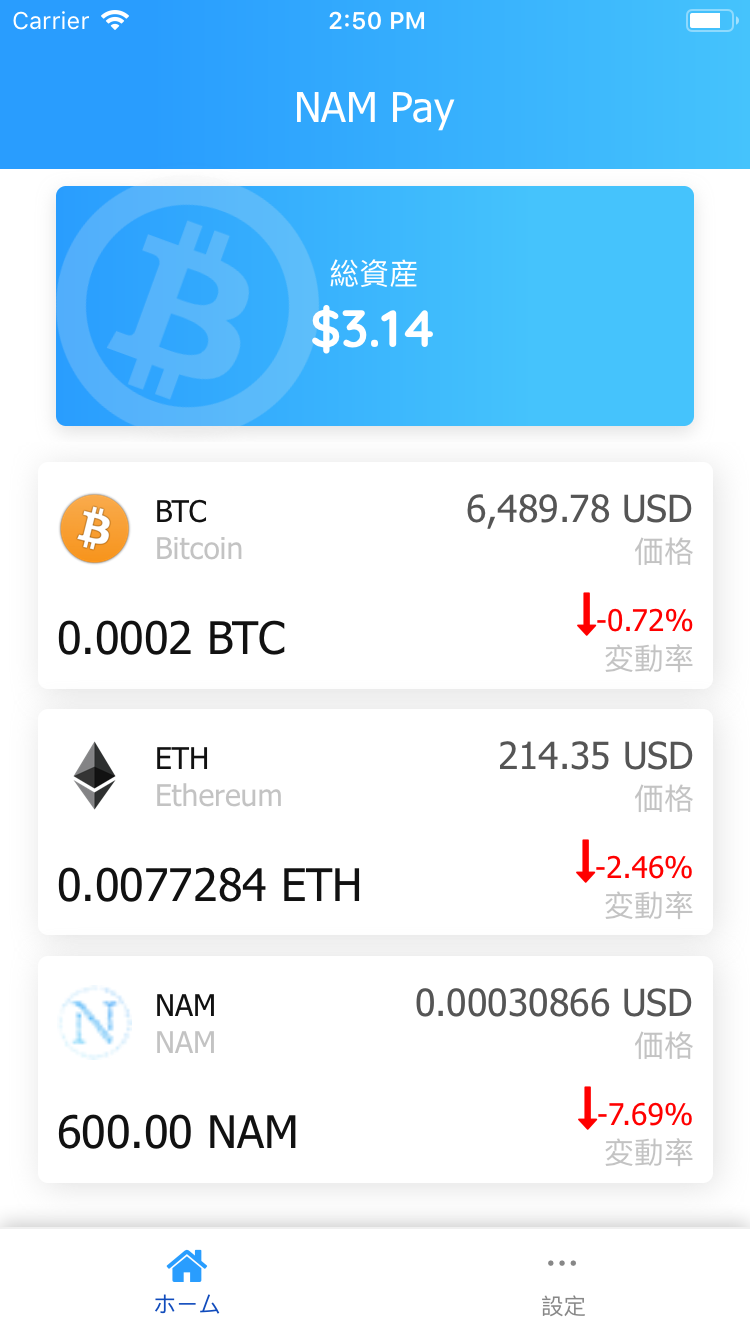 Carrier 2:50 PM
NAM Pay
総資産
$3.14
BTC 6,489.78 USD
Bitcoin 価格
0.0002 BTC -0.72%
変動率
ETH 214.35 USD
Ethereum 価格
0.0077284 ETH -2.46%
変動率
NAM 0.00030866 USD
NAM 価格
600.00 NAM -7.69%
変動率
ホーム 設定